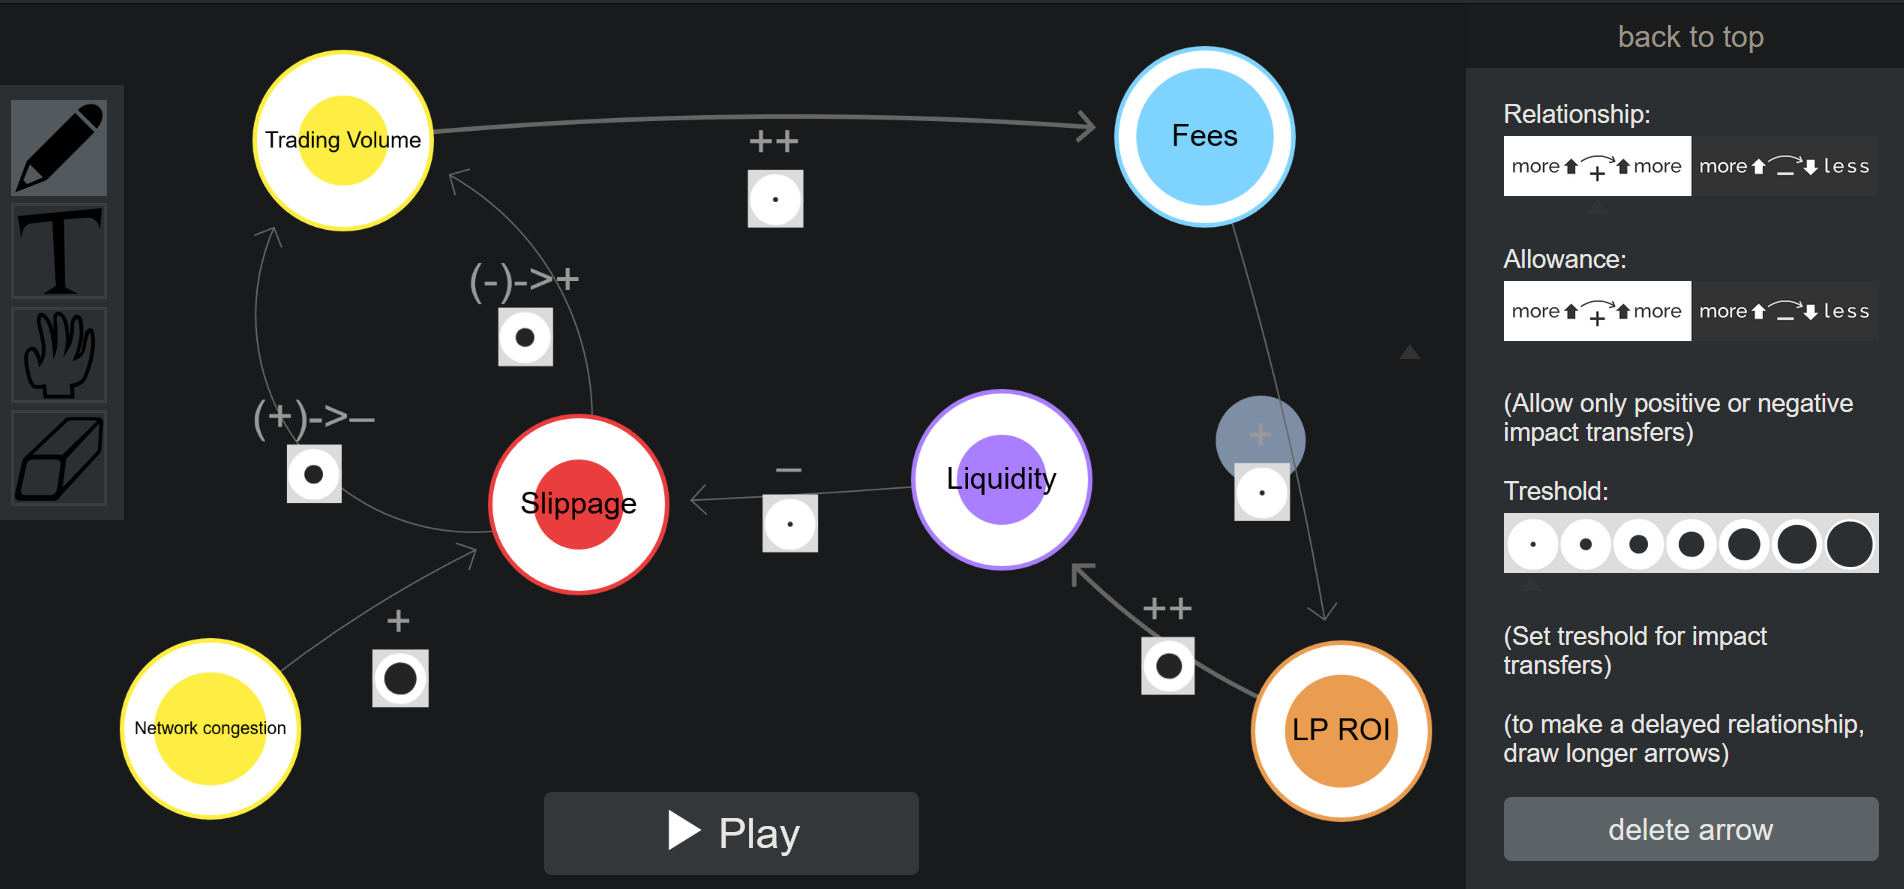 back to top
Trading Volume
Fees
++
Relationship:
more + more
more − less
(-)->+
Allowance:
more + more
more − less
(+)->−
(Allow only positive or negative
impact transfers)
+
Slippage
−
Liquidity
Treshold:
+
++
(Set treshold for impact
transfers)
Network congestion
LP ROI
(to make a delayed relationship,
draw longer arrows)
Play
delete arrow